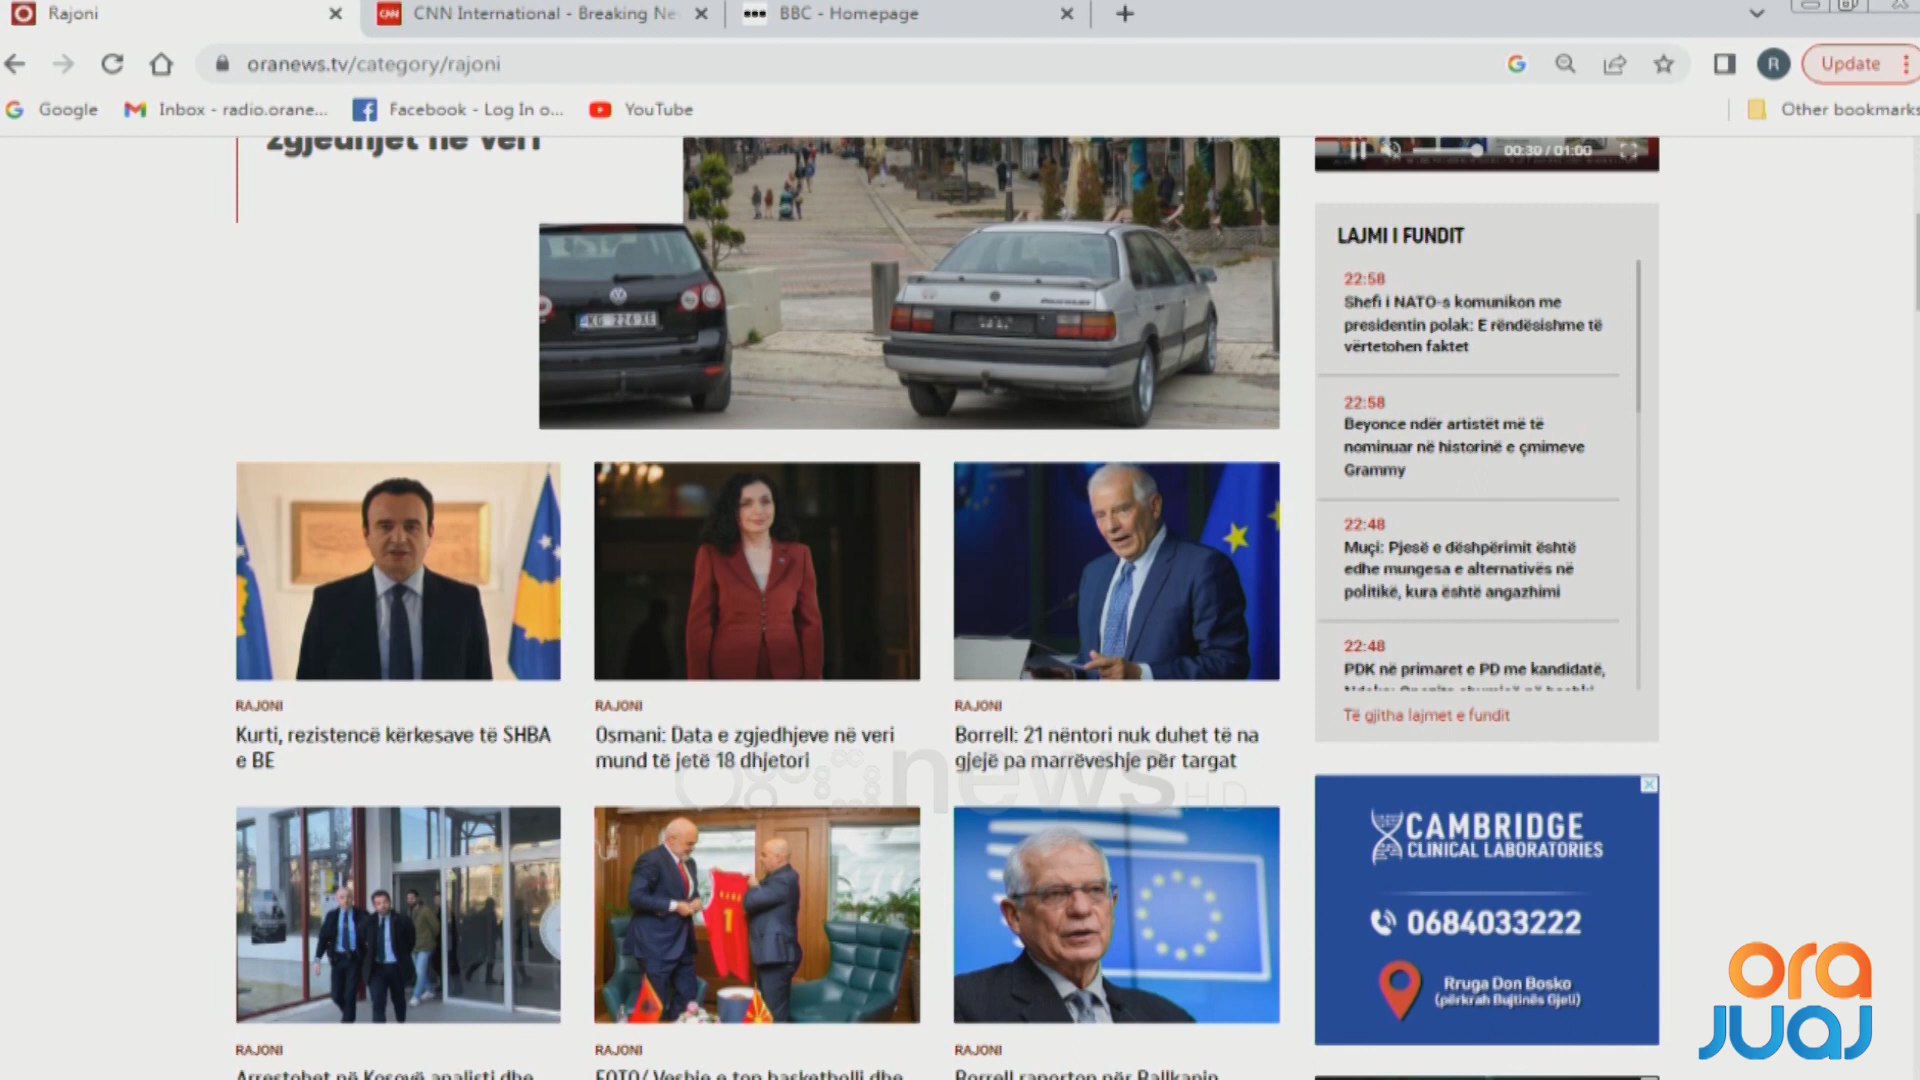 Rajoni
CNN International - Breaking Ne
BBC - Homepage
oranews.tv/category/rajoni
Update
Google
Inbox - radio.orane...
Facebook - Log In o...
YouTube
Other bookmarks
zgjedhjet në veri
00:30 / 01:00
KG 224 XE
LAJMI I FUNDIT
22:58
Shefi i NATO-s komunikon me
presidentin polak: E rëndësishme të
vërtetohen faktet
22:58
Beyonce ndër artistët më të
nominuar në historinë e çmimeve
Grammy
22:48
Muçi: Pjesë e dëshpërimit është
edhe mungesa e alternativës në
politikë, kura është angazhimi
22:48
PDK në primaret e PD me kandidatë,
Të gjitha lajmet e fundit
RAJONI
Kurti, rezistencë kërkesave të SHBA
e BE
RAJONI
Osmani: Data e zgjedhjeve në veri
mund të jetë 18 dhjetori
RAJONI
Borrell: 21 nëntori nuk duhet të na
gjejë pa marrëveshje për targat
news HD
CAMBRIDGE
CLINICAL LABORATORIES
0684033222
Rruga Don Bosko
(përkrah Bujtinës Gjeli)
1
RAJONI
Arrestohet në Kosovë analisti dhe
RAJONI
FOTO/ Veshje e top basketbolli dhe
RAJONI
Borrell raporton për Ballkanin
ora
juaj